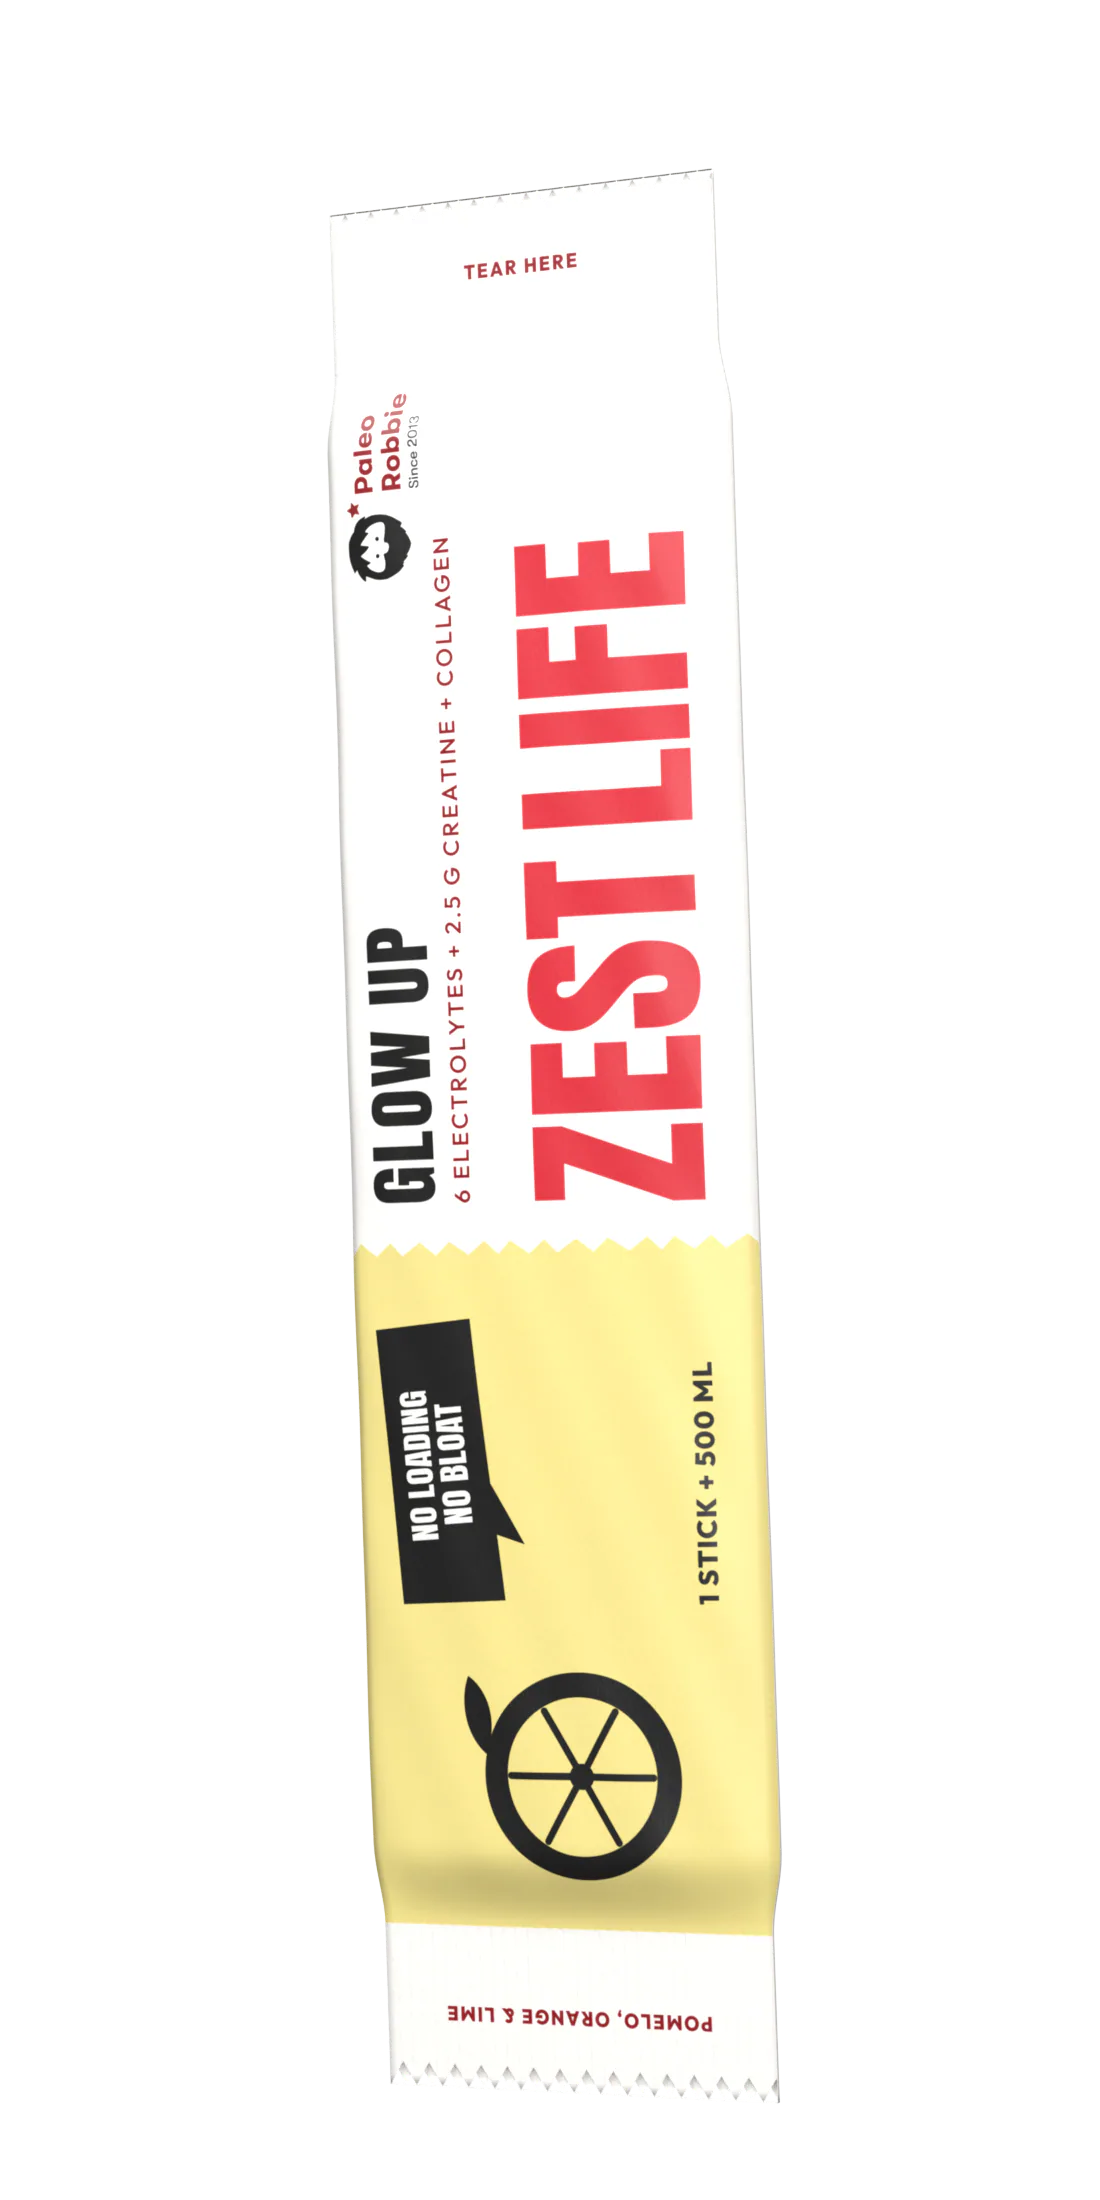 TEAR HERE
Paleo
Robbie
Since 2013
GLOW UP
6 ELECTROLYTES + 2.5 G CREATINE + COLLAGEN
ZEST LIFE
NO LOADING
NO BLOAT
1 STICK + 500 ML
POMELO, ORANGE & LIME